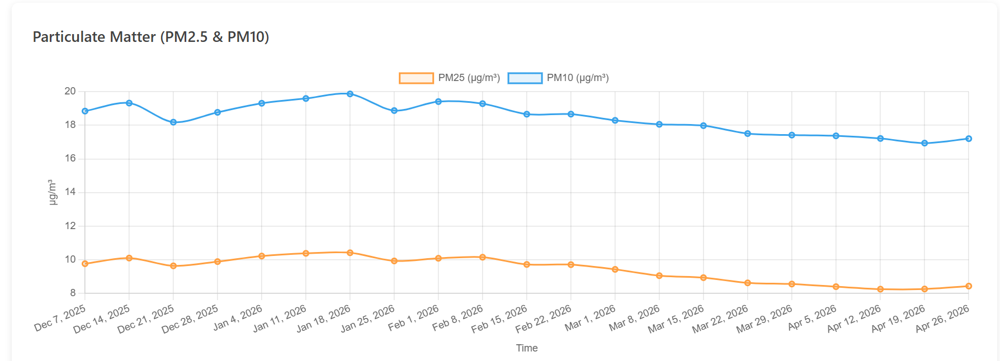 Particulate Matter (PM2.5 & PM10)
PM25 (µg/m³) PM10 (µg/m³)
20
18
16
14
12
10
8
µg/m³
Dec 7, 2025
Dec 14, 2025
Dec 21, 2025
Dec 28, 2025
Jan 4, 2026
Jan 11, 2026
Jan 18, 2026
Jan 25, 2026
Feb 1, 2026
Feb 8, 2026
Feb 15, 2026
Feb 22, 2026
Mar 1, 2026
Mar 8, 2026
Mar 15, 2026
Mar 22, 2026
Mar 29, 2026
Apr 5, 2026
Apr 12, 2026
Apr 19, 2026
Apr 26, 2026
Time